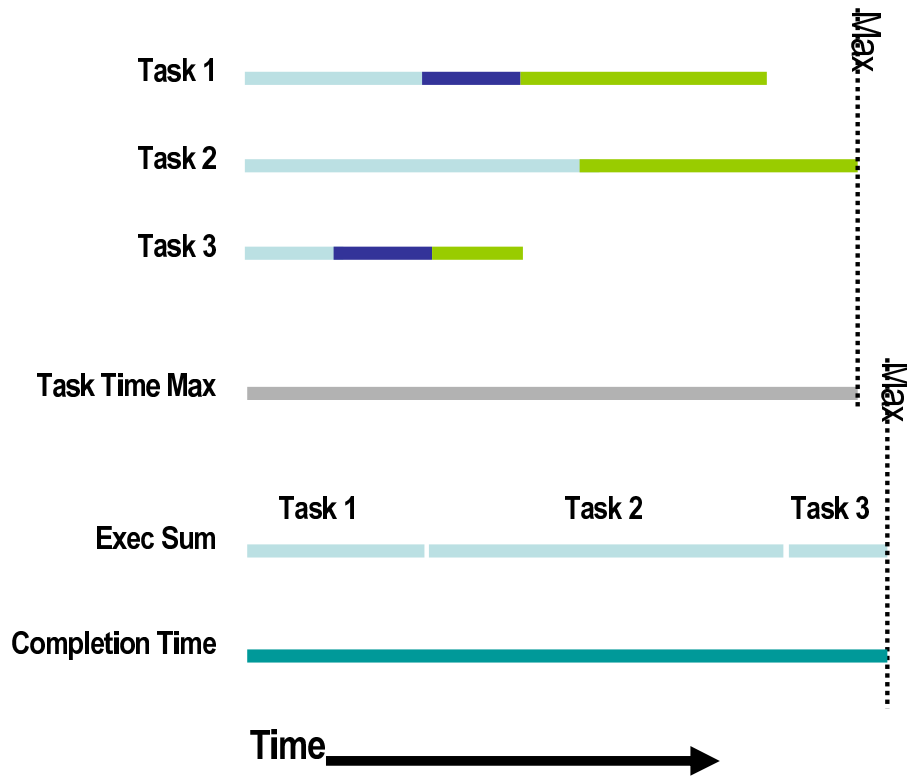 Max
Task 1
Task 2
Task 3
Task Time Max
Max
Task 1 Task 2 Task 3
Exec Sum
Completion Time
Time